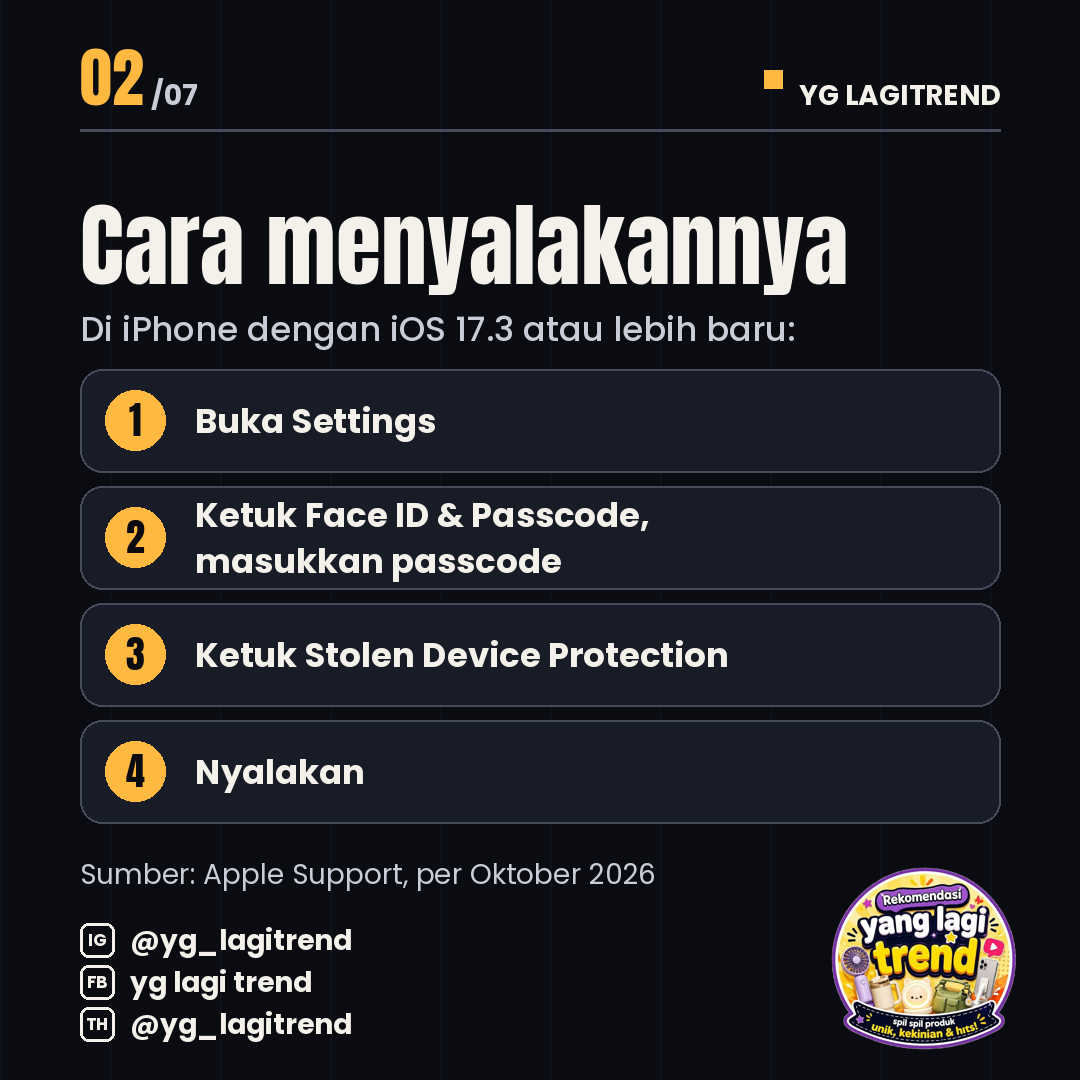 02 /07
YG LAGITREND
Cara menyalakannya
Di iPhone dengan iOS 17.3 atau lebih baru:
1 Buka Settings
2 Ketuk Face ID & Passcode,
masukkan passcode
3 Ketuk Stolen Device Protection
4 Nyalakan
Sumber: Apple Support, per Oktober 2026
IG @yg_lagitrend
FB yg lagi trend
TH @yg_lagitrend
Rekomendasi
yang lagi
trend
spil spil produk
unik, kekinian & hits!